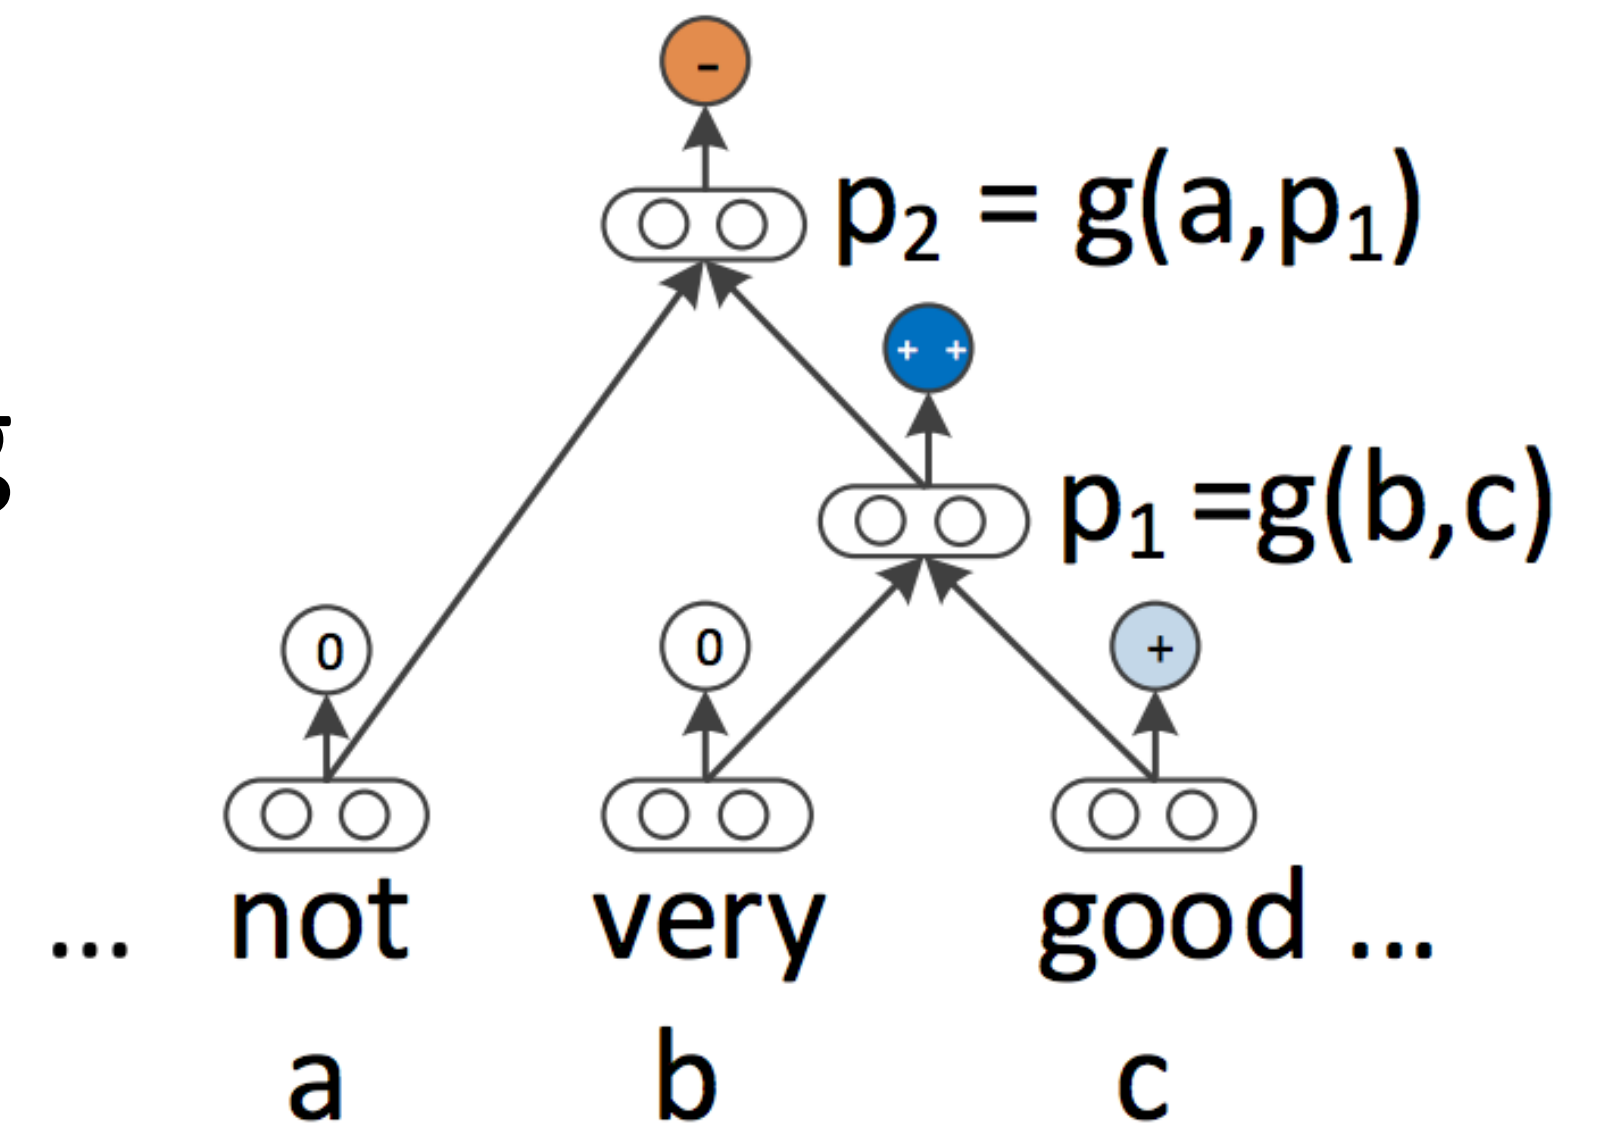 -
p₂ = g(a,p₁)
+ +
g
p₁ =g(b,c)
0 0 +
... not very good ...
a b c